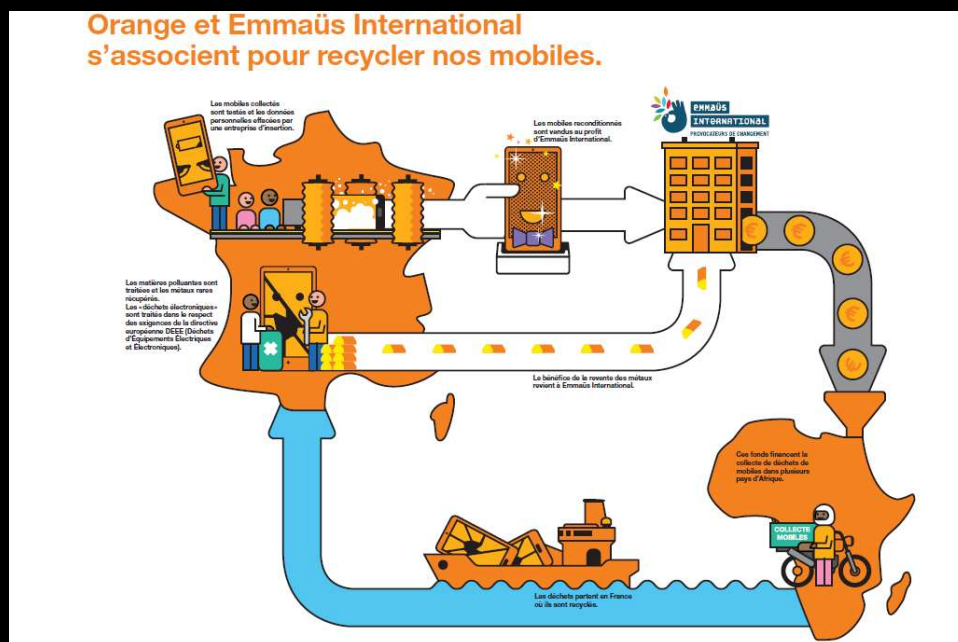 Orange et Emmaüs International
s'associent pour recycler nos mobiles.
Les mobiles collectés
sont testés et les données
personnelles effacées par
une entreprise d'insertion.
Les mobiles reconditionnés
sont vendus au profit
d'Emmaüs International.
EMMAÜS
INTERNATIONAL
PROVOCATEURS DE CHANGEMENT
Les matières polluantes sont
traitées et les métaux rares
récupérés.
Les «déchets électroniques»
sont traités dans le respect
des exigences de la directive
européenne DEEE (Déchets
d'Équipements Électriques
et Électroniques).
Le bénéfice de la revente des métaux
revient à Emmaüs International.
Ces fonds financent la
collecte de déchets de
mobiles dans plusieurs
pays d'Afrique.
COLLECTE
MOBILES
Les déchets partent en France
où ils sont recyclés.